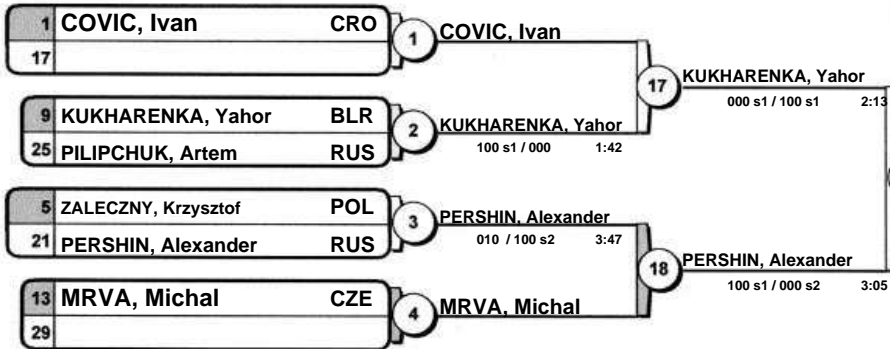 1 COVIC, Ivan CRO
17
1
COVIC, Ivan
9 KUKHARENKA, Yahor BLR
25 PILIPCHUK, Artem RUS
2
KUKHARENKA, Yahor
100 s1 / 000 1:42
17
KUKHARENKA, Yahor
000 s1 / 100 s1 2:13
5 ZALECZNY, Krzysztof POL
21 PERSHIN, Alexander RUS
3
PERSHIN, Alexander
010 / 100 s2 3:47
13 MRVA, Michal CZE
29
4
MRVA, Michal
18
PERSHIN, Alexander
100 s1 / 000 s2 3:05